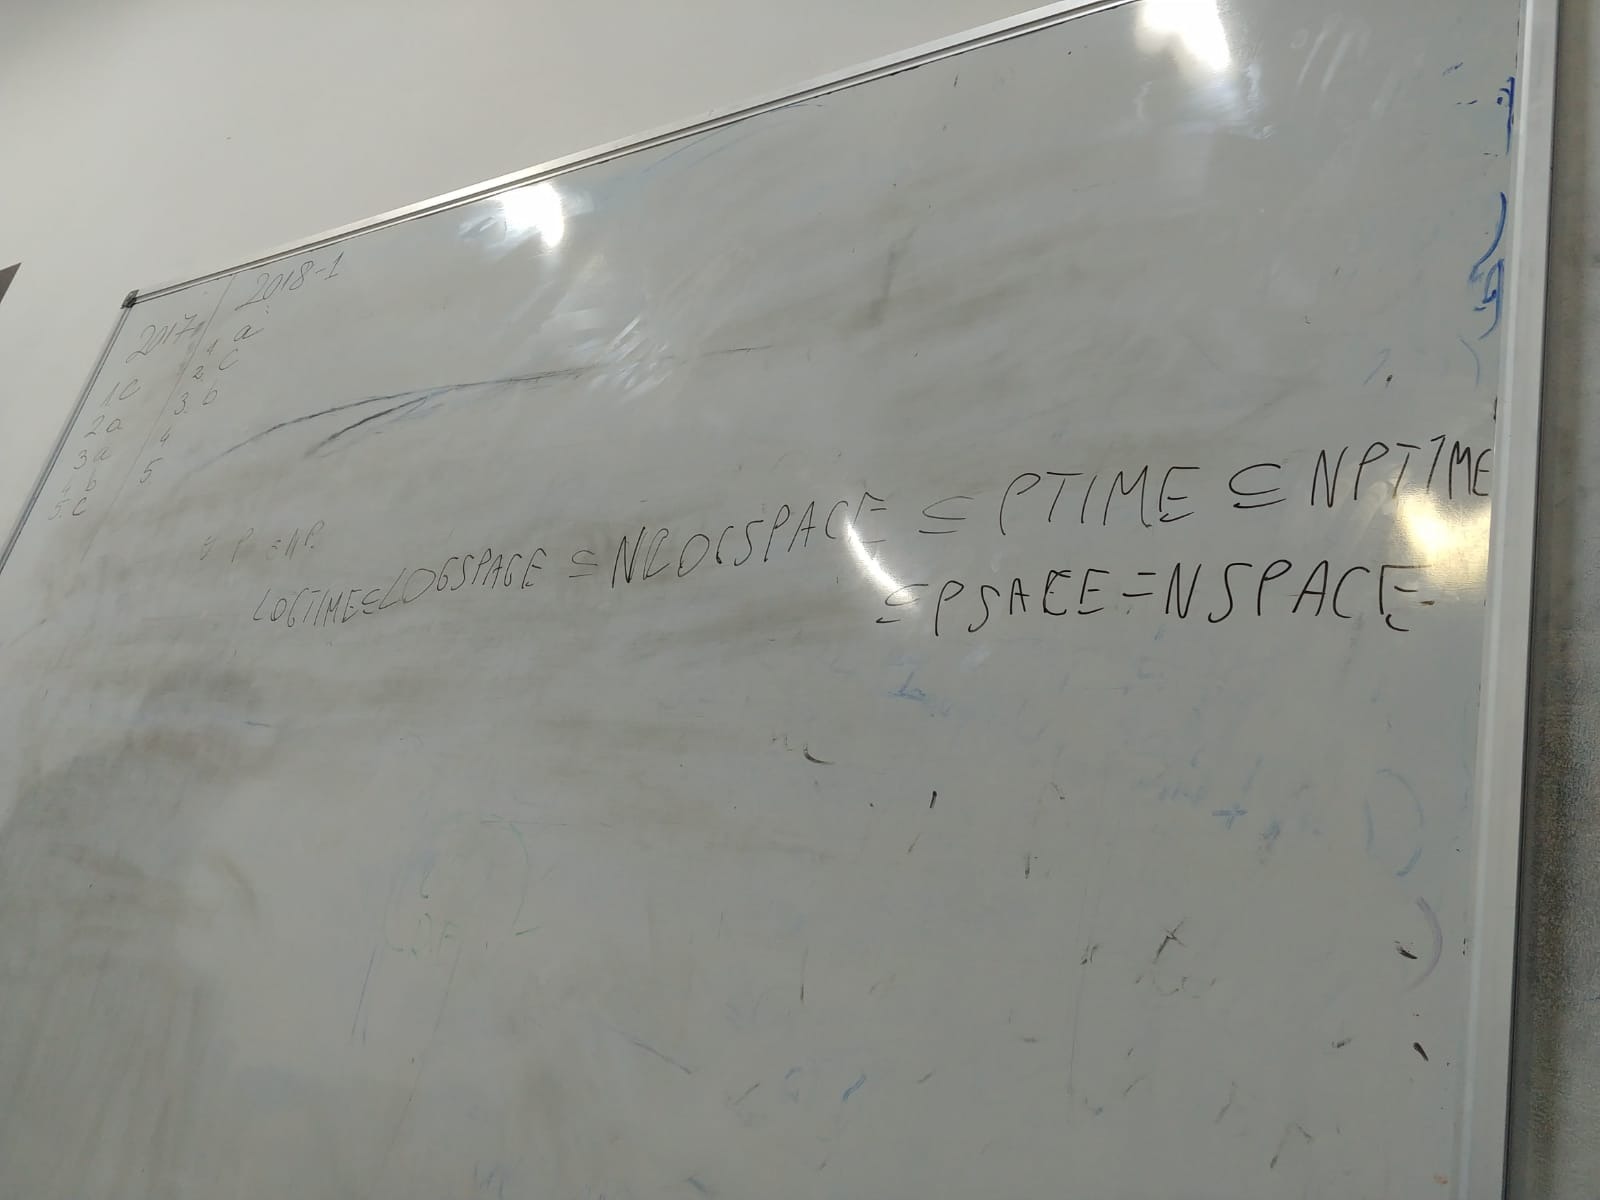 2017
1 C
2 a
3 a
4 b
5. C
2018-1
1 a
2 C
3. b
4
5
LOGTIME ⊆ LOGSPACE ⊆ NLOGSPACE ⊆ PTIME ⊆ NPTIME
⊆ PSACE = NSPACE